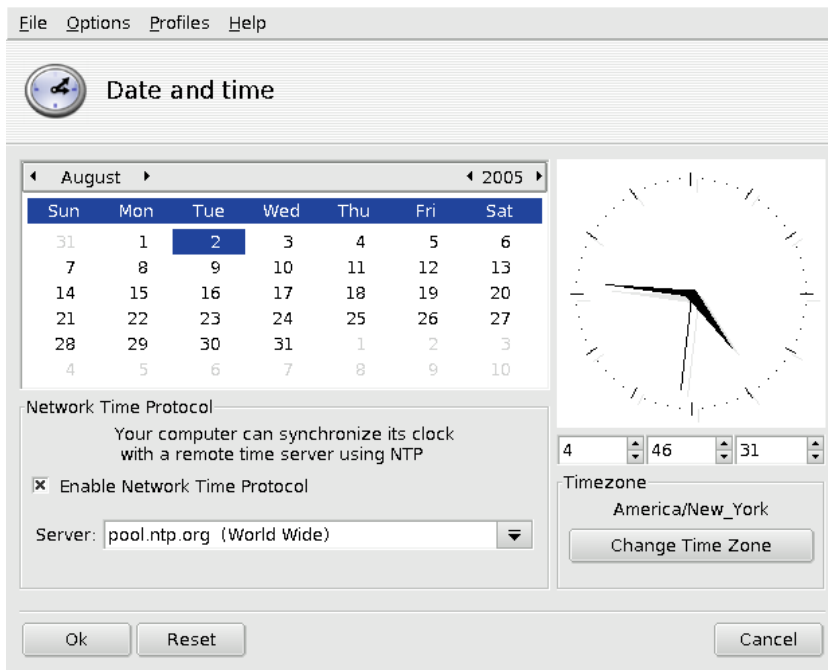 File Options Profiles Help
Date and time
August 2005
Sun Mon Tue Wed Thu Fri Sat
31 1 2 3 4 5 6
7 8 9 10 11 12 13
14 15 16 17 18 19 20
21 22 23 24 25 26 27
28 29 30 31 1 2 3
4 5 6 7 8 9 10
Network Time Protocol
Your computer can synchronize its clock
with a remote time server using NTP
Enable Network Time Protocol
Server: pool.ntp.org (World Wide)
4 46 31
Timezone
America/New_York
Change Time Zone
Ok Reset Cancel